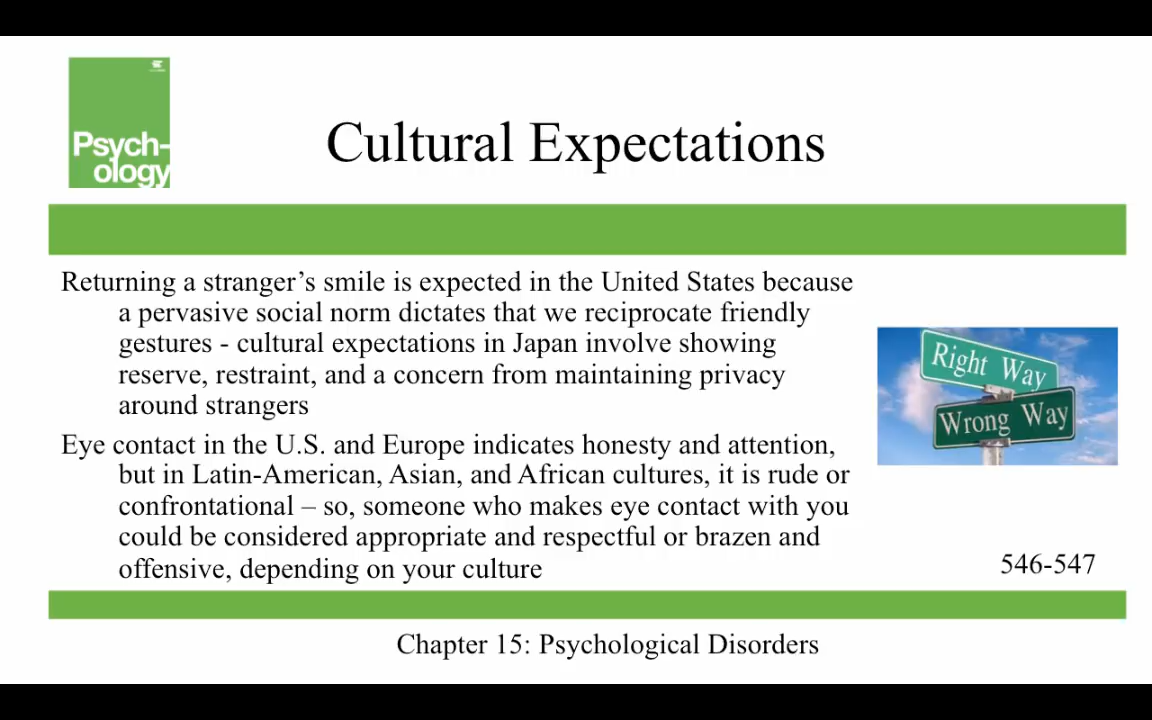 Psych-
ology
Cultural Expectations
Returning a stranger’s smile is expected in the United States because
a pervasive social norm dictates that we reciprocate friendly
gestures - cultural expectations in Japan involve showing
reserve, restraint, and a concern from maintaining privacy
around strangers
Eye contact in the U.S. and Europe indicates honesty and attention,
but in Latin-American, Asian, and African cultures, it is rude or
confrontational – so, someone who makes eye contact with you
could be considered appropriate and respectful or brazen and
offensive, depending on your culture
Right Way
Wrong Way
546-547
Chapter 15: Psychological Disorders